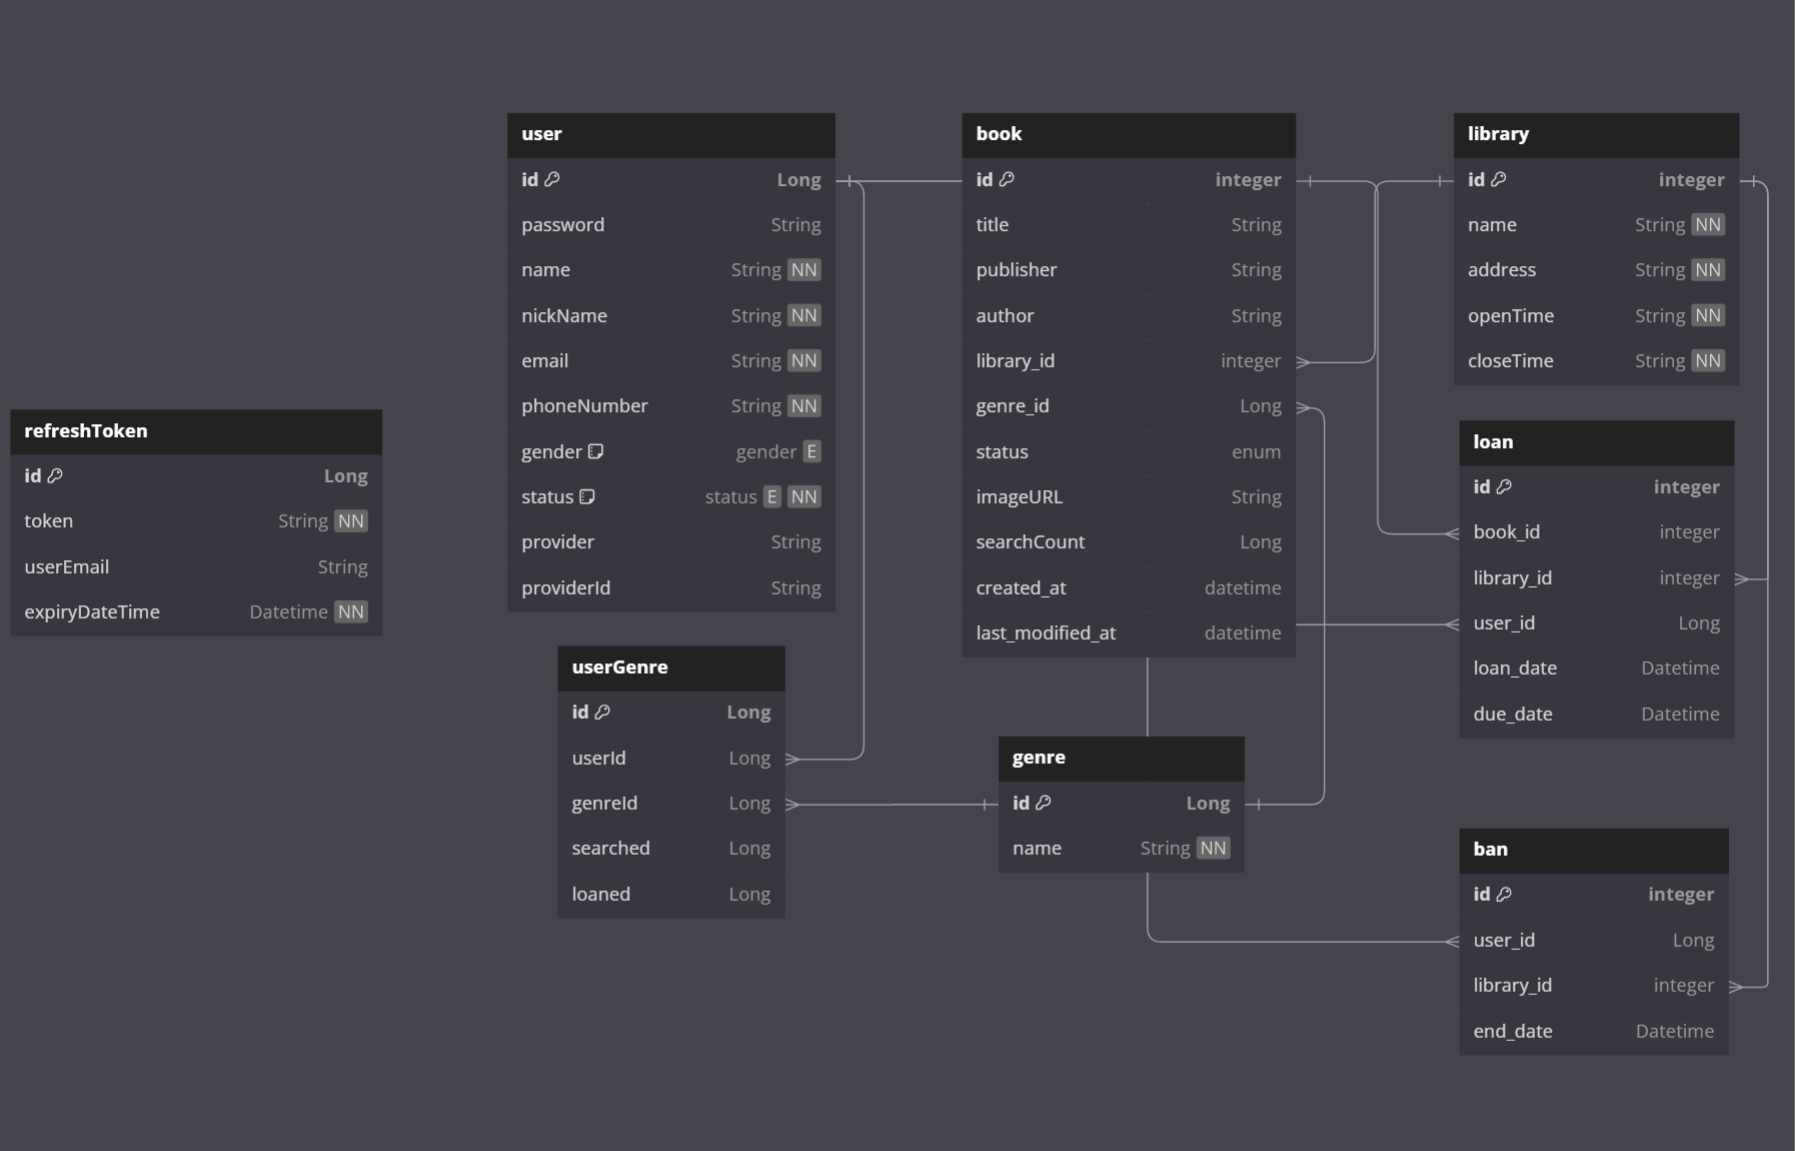 user
id Long
password String
name String NN
nickName String NN
email String NN
phoneNumber String NN
gender gender E
status status E NN
provider String
providerId String
book
id integer
title String
publisher String
author String
library_id integer
genre_id Long
status enum
imageURL String
searchCount Long
created_at datetime
last_modified_at datetime
library
id integer
name String NN
address String NN
openTime String NN
closeTime String NN
refreshToken
id Long
token String NN
userEmail String
expiryDateTime Datetime NN
loan
id integer
book_id integer
library_id integer
user_id Long
loan_date Datetime
due_date Datetime
userGenre
id Long
userId Long
genreId Long
searched Long
loaned Long
genre
id Long
name String NN
ban
id integer
user_id Long
library_id integer
end_date Datetime